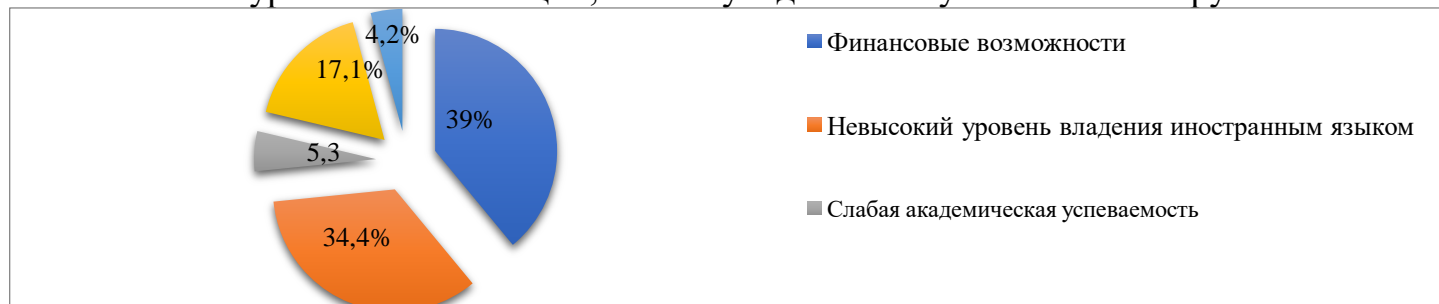 4,2%
17,1%
39%
5,3
34,4%
Финансовые возможности
Невысокий уровень владения иностранным языком
Слабая академическая успеваемость